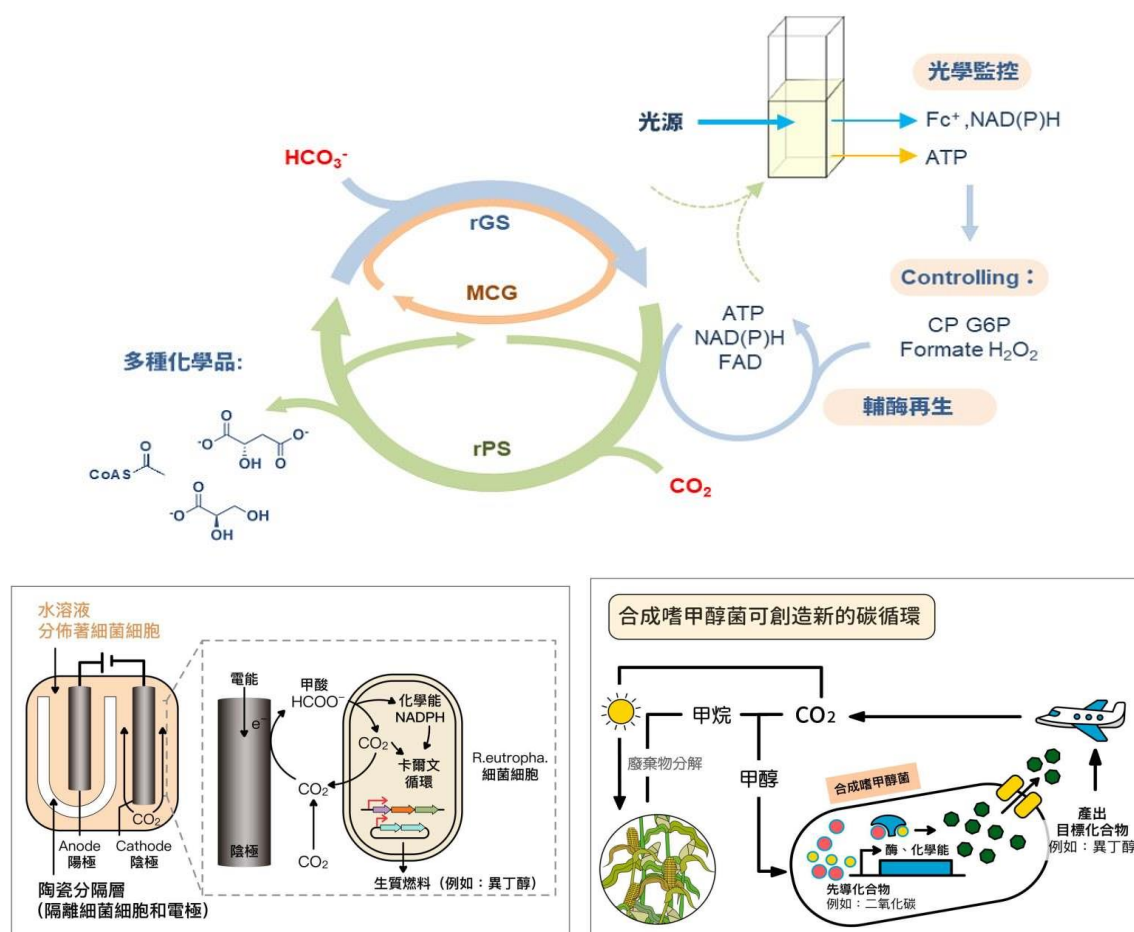 光學監控
光源
Fc⁺ ,NAD(P)H
ATP
HCO₃⁻
rGS
MCG
Controlling：
ATP
NAD(P)H
FAD
CP G6P
Formate H₂O₂
輔酶再生
多種化學品:
rPS
CO₂
O
⁻O
OH
O
O⁻
O
CoAS
O
⁻O
OH
OH
水溶液
分佈著細菌細胞
CO₂
Anode
陽極
Cathode
陰極
陶瓷分隔層
(隔離細菌細胞和電極)
電能
e⁻
陰極
甲酸
HCOO⁻
CO₂
CO₂
化學能
NADPH
CO₂
卡爾文
循環
R.eutropha.
細菌細胞
生質燃料（例如：異丁醇）
合成嗜甲醇菌可創造新的碳循環
甲烷
CO₂
廢棄物分解
甲醇
合成嗜甲醇菌
酶、化學能
先導化合物
例如：二氧化碳
產出
目標化合物
例如：異丁醇